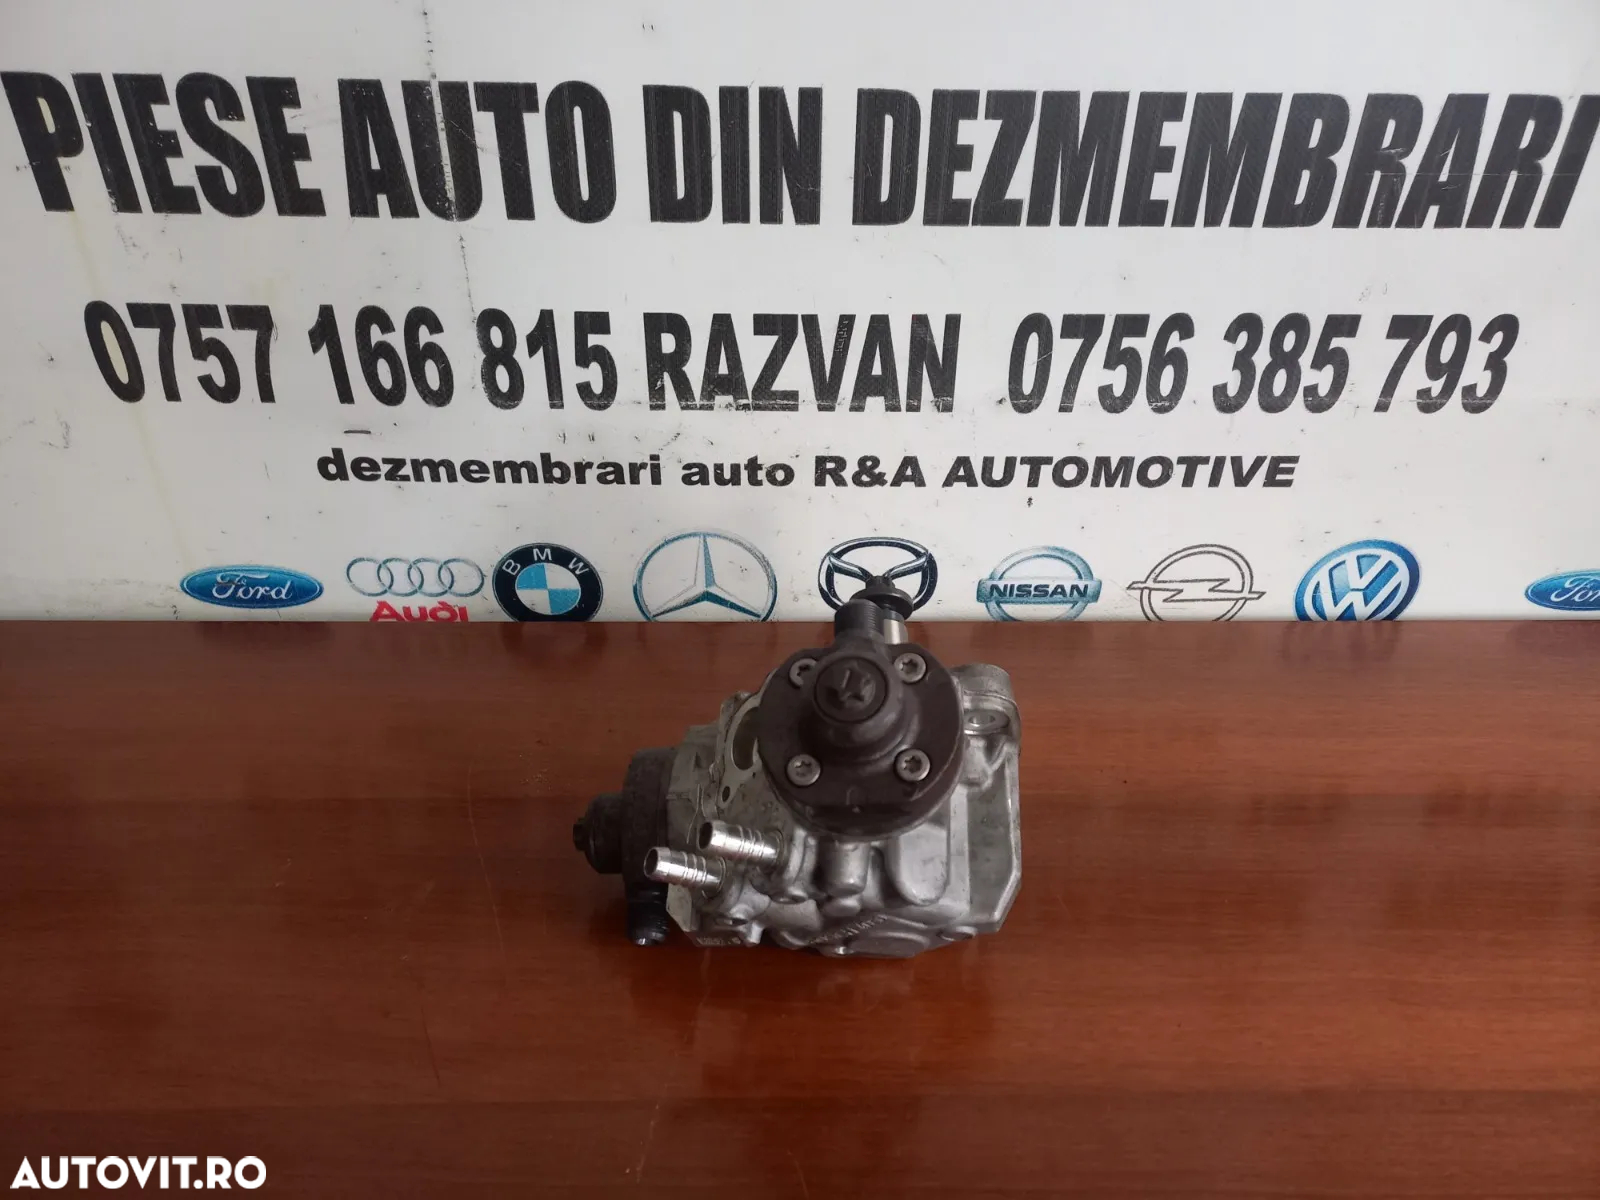 PIESE AUTO DIN DEZMEMBRARI
0757 166 815 RAZVAN 0756 385 793
dezmembrari auto R&A AUTOMOTIVE
Ford Audi BMW NISSAN Ford
AUTOVIT.RO